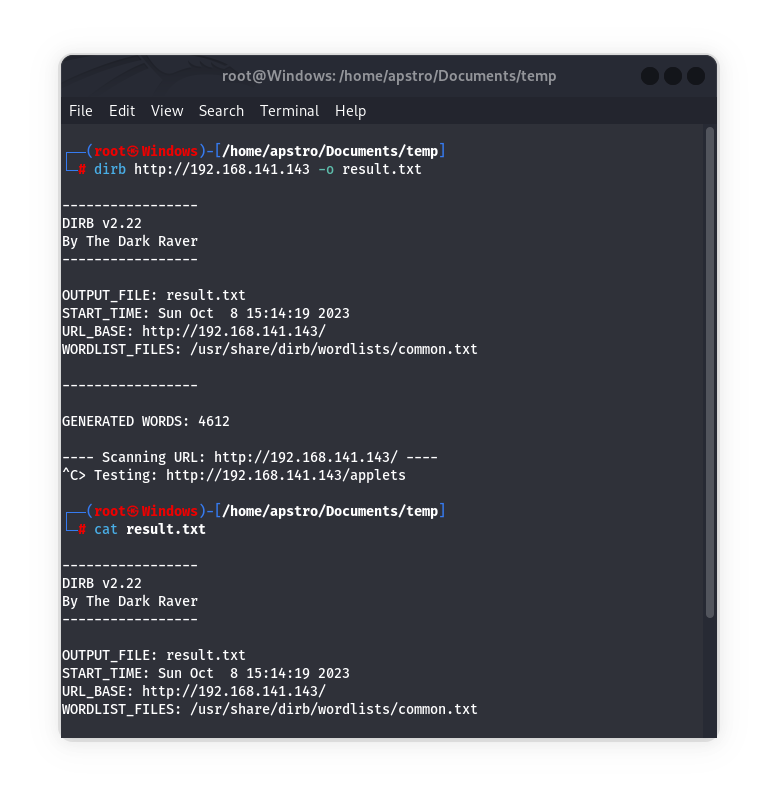 root@Windows: /home/apstro/Documents/temp
File Edit View Search Terminal Help
┌──(root㉿Windows)-[/home/apstro/Documents/temp]
└─# dirb http://192.168.141.143 -o result.txt
-----------------
DIRB v2.22
By The Dark Raver
-----------------
OUTPUT_FILE: result.txt
START_TIME: Sun Oct  8 15:14:19 2023
URL_BASE: http://192.168.141.143/
WORDLIST_FILES: /usr/share/dirb/wordlists/common.txt
-----------------
GENERATED WORDS: 4612
---- Scanning URL: http://192.168.141.143/ ----
^C> Testing: http://192.168.141.143/applets
┌──(root㉿Windows)-[/home/apstro/Documents/temp]
└─# cat result.txt
-----------------
DIRB v2.22
By The Dark Raver
-----------------
OUTPUT_FILE: result.txt
START_TIME: Sun Oct  8 15:14:19 2023
URL_BASE: http://192.168.141.143/
WORDLIST_FILES: /usr/share/dirb/wordlists/common.txt